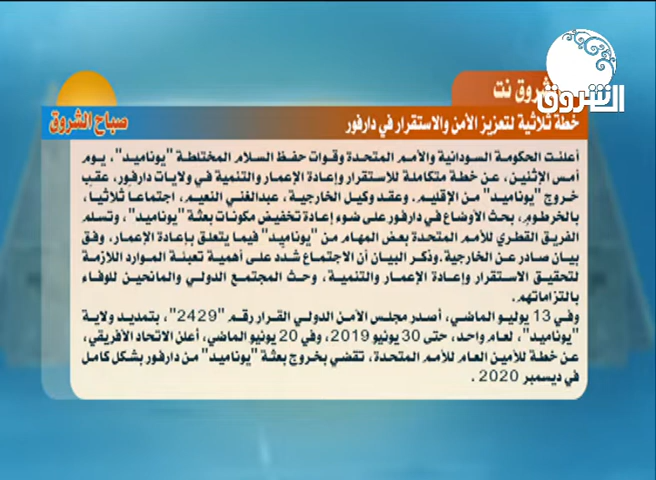 الشروق
شروق نت
صباح الشروق
خطة ثلاثية لتعزيز الأمن والاستقرار في دارفور
أعلنت الحكومة السودانية والأمم المتحدة وقوات حفظ السلام المختلطة "يوناميد"، يوم
أمس الإثنين، عن خطة متكاملة للاستقرار وإعادة الإعمار والتنمية في ولايات دارفور، عقب
خروج "يوناميد" من الإقليم. وعقد وكيل الخارجية، عبدالغني النعيم، اجتماعا ثلاثيا،
بالخرطوم، بحث الأوضاع في دارفور على ضوء إعادة تخفيض مكونات بعثة "يوناميد"، وتسلم
الفريق القطري للأمم المتحدة بعض المهام من "يوناميد" فيما يتعلق بإعادة الإعمار، وفق
بيان صادر عن الخارجية. وذكر البيان أن الاجتماع شدد على أهمية تعبئة الموارد اللازمة
لتحقيق الاستقرار وإعادة الإعمار والتنمية، وحث المجتمع الدولي والمانحين للوفاء
بالتزاماتهم.
وفي 13 يوليو الماضي، أصدر مجلس الأمن الدولي القرار رقم "2429"، بتمديد ولاية
"يوناميد"، لعام واحد، حتى 30 يونيو 2019، وفي 20 يونيو الماضي، أعلن الاتحاد الأفريقي،
عن خطة للأمين العام للأمم المتحدة، تقضي بخروج بعثة "يوناميد" من دارفور بشكل كامل
في ديسمبر 2020 .